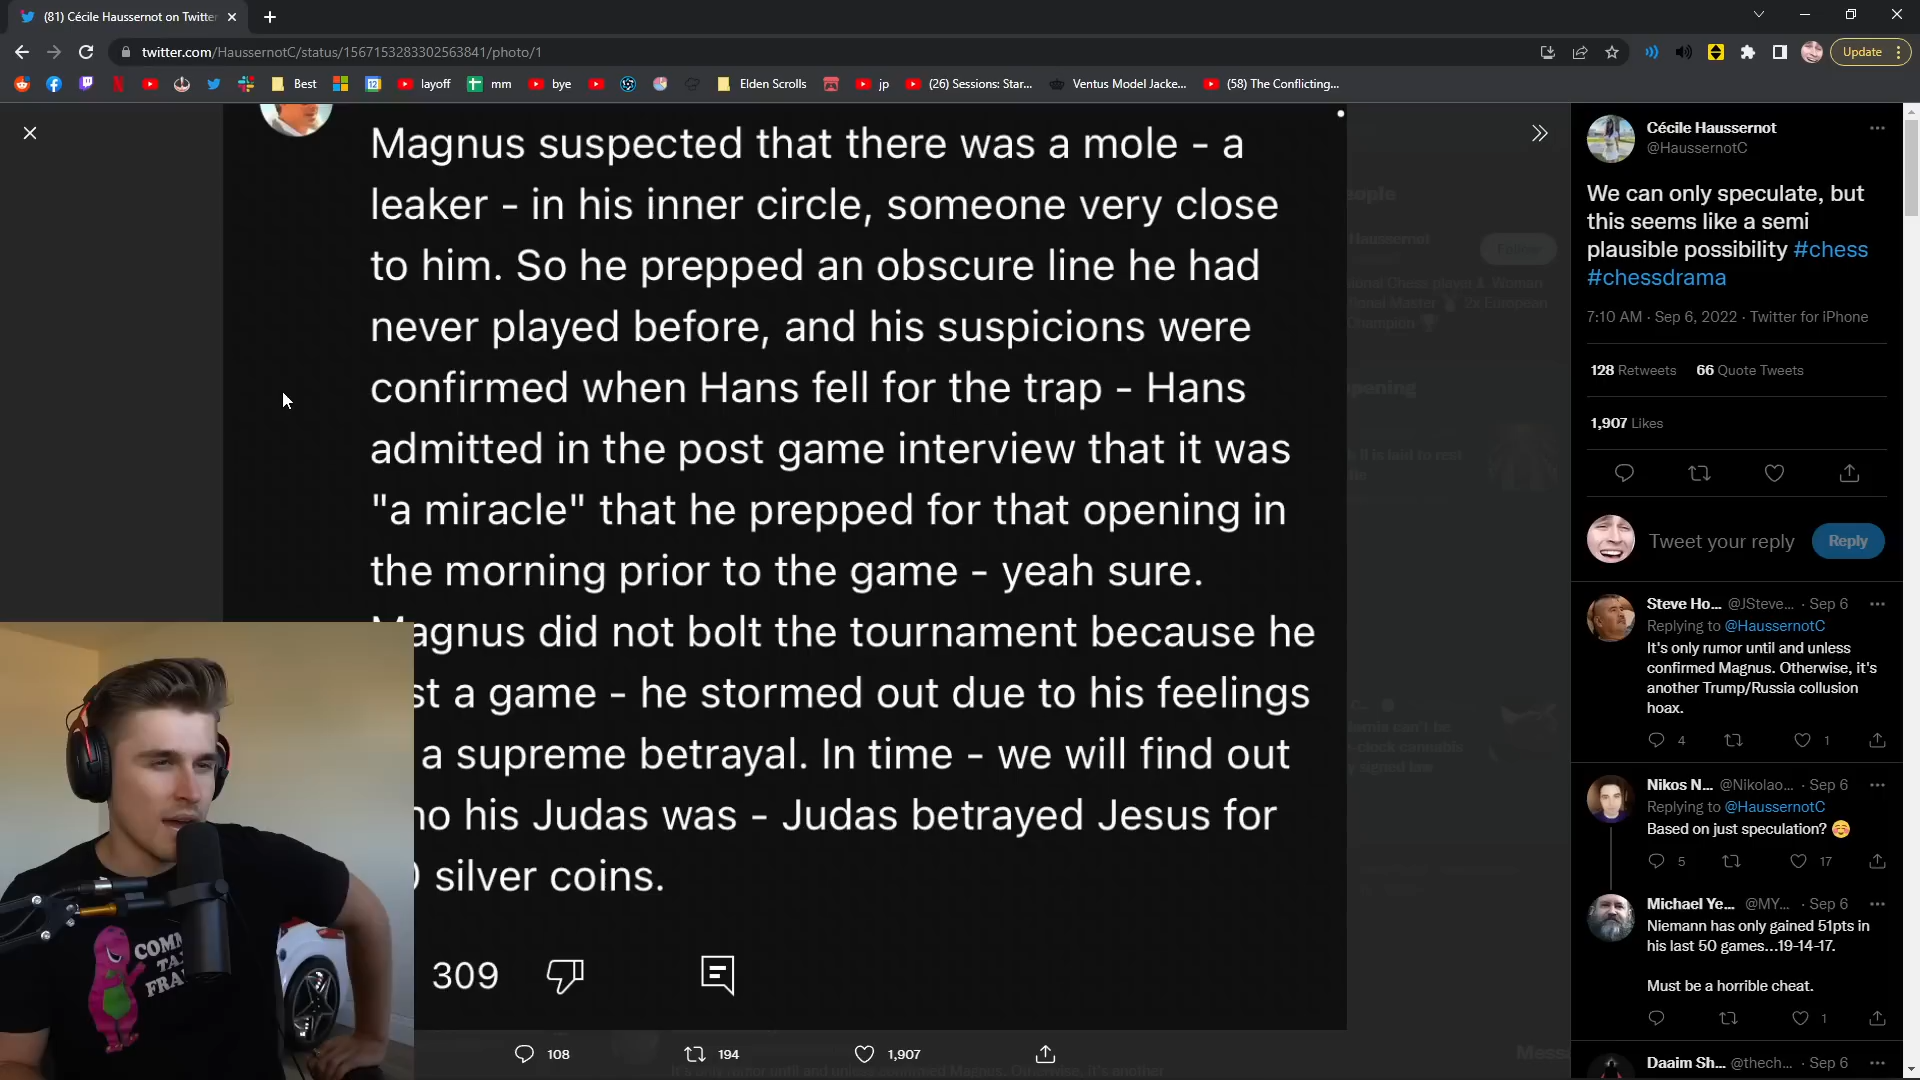 (81) Cécile Haussernot on Twitter
twitter.com/HaussernotC/status/1567153283302563841/photo/1
Update
Best
layoff
mm
bye
Elden Scrolls
jp
(26) Sessions: Star...
Ventus Model Jacke...
(58) The Conflicting...
Magnus suspected that there was a mole - a
leaker - in his inner circle, someone very close
to him. So he prepped an obscure line he had
never played before, and his suspicions were
confirmed when Hans fell for the trap - Hans
admitted in the post game interview that it was
"a miracle" that he prepped for that opening in
the morning prior to the game - yeah sure.
Magnus did not bolt the tournament because he
st a game - he stormed out due to his feelings
a supreme betrayal. In time - we will find out
ho his Judas was - Judas betrayed Jesus for
silver coins.
309
108
194
1,907
Cécile Haussernot
@HaussernotC
We can only speculate, but
this seems like a semi
plausible possibility #chess
#chessdrama
7:10 AM · Sep 6, 2022 · Twitter for iPhone
128 Retweets 66 Quote Tweets
1,907 Likes
Tweet your reply
Reply
Steve Ho... @JSteve... · Sep 6
Replying to @HaussernotC
It's only rumor until and unless
confirmed Magnus. Otherwise, it's
another Trump/Russia collusion
hoax.
4
1
Nikos N... @Nikolao... · Sep 6
Replying to @HaussernotC
Based on just speculation? ☺️
5
17
Michael Ye... @MY... · Sep 6
Niemann has only gained 51pts in
his last 50 games...19-14-17.
Must be a horrible cheat.
1
Daaim Sh... @thech... · Sep 6
COMM
TA
FRA